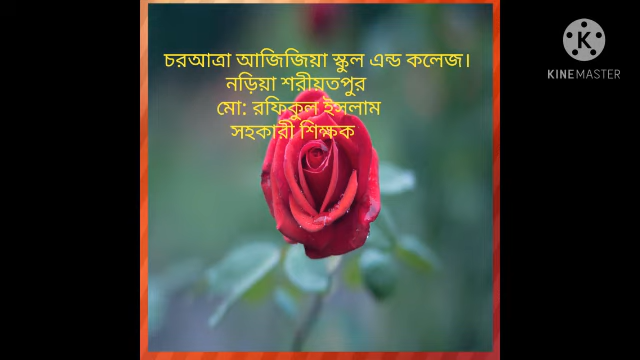 চরআত্রা আজিজিয়া স্কুল এন্ড কলেজ।
নড়িয়া শরীয়তপুর
মো: রফিকুল ইসলাম
সহকারী শিক্ষক
KINEMASTER